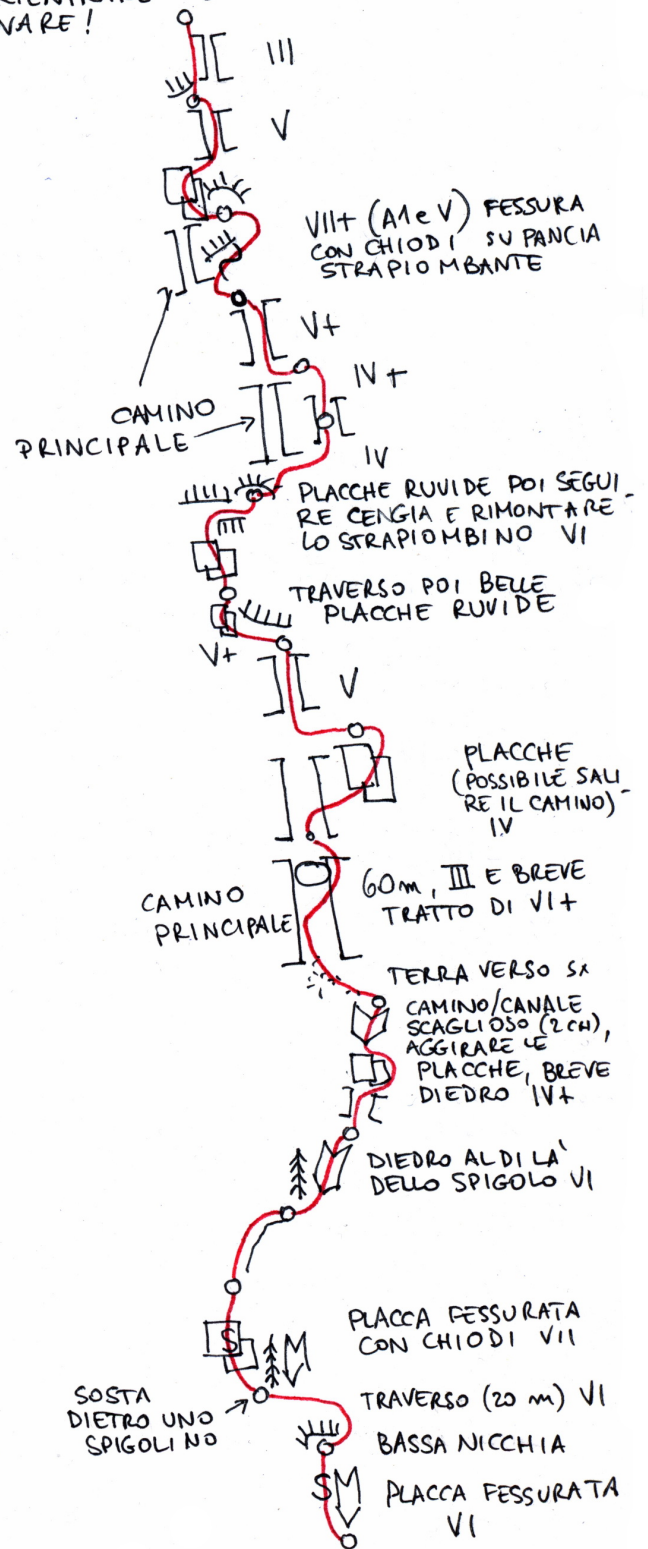 VARE!
III
V
VII+ (A1 e V) FESSURA
CON CHIODI SU PANCIA
STRAPIOMBANTE
V+
IV+
CAMINO
PRINCIPALE
IV
PLACCHE RUVIDE POI SEGUI-
RE CENGIA E RIMONTARE
LO STRAPIOMBINO VI
TRAVERSO POI BELLE
PLACCHE RUVIDE
V+
V
PLACCHE
(POSSIBILE SALI-
RE IL CAMINO)
IV
60m, III E BREVE
TRATTO DI VI+
CAMINO
PRINCIPALE
TERRA VERSO SX
CAMINO/CANALE
SCAGLIOSO (2CH),
AGGIRARE LE
PLACCHE, BREVE
DIEDRO IV+
DIEDRO AL DI LA'
DELLO SPIGOLO VI
PLACCA FESSURATA
CON CHIODI VII
S
SOSTA
DIETRO UNO
SPIGOLINO
TRAVERSO (20 m) VI
BASSA NICCHIA
S
PLACCA FESSURATA
VI